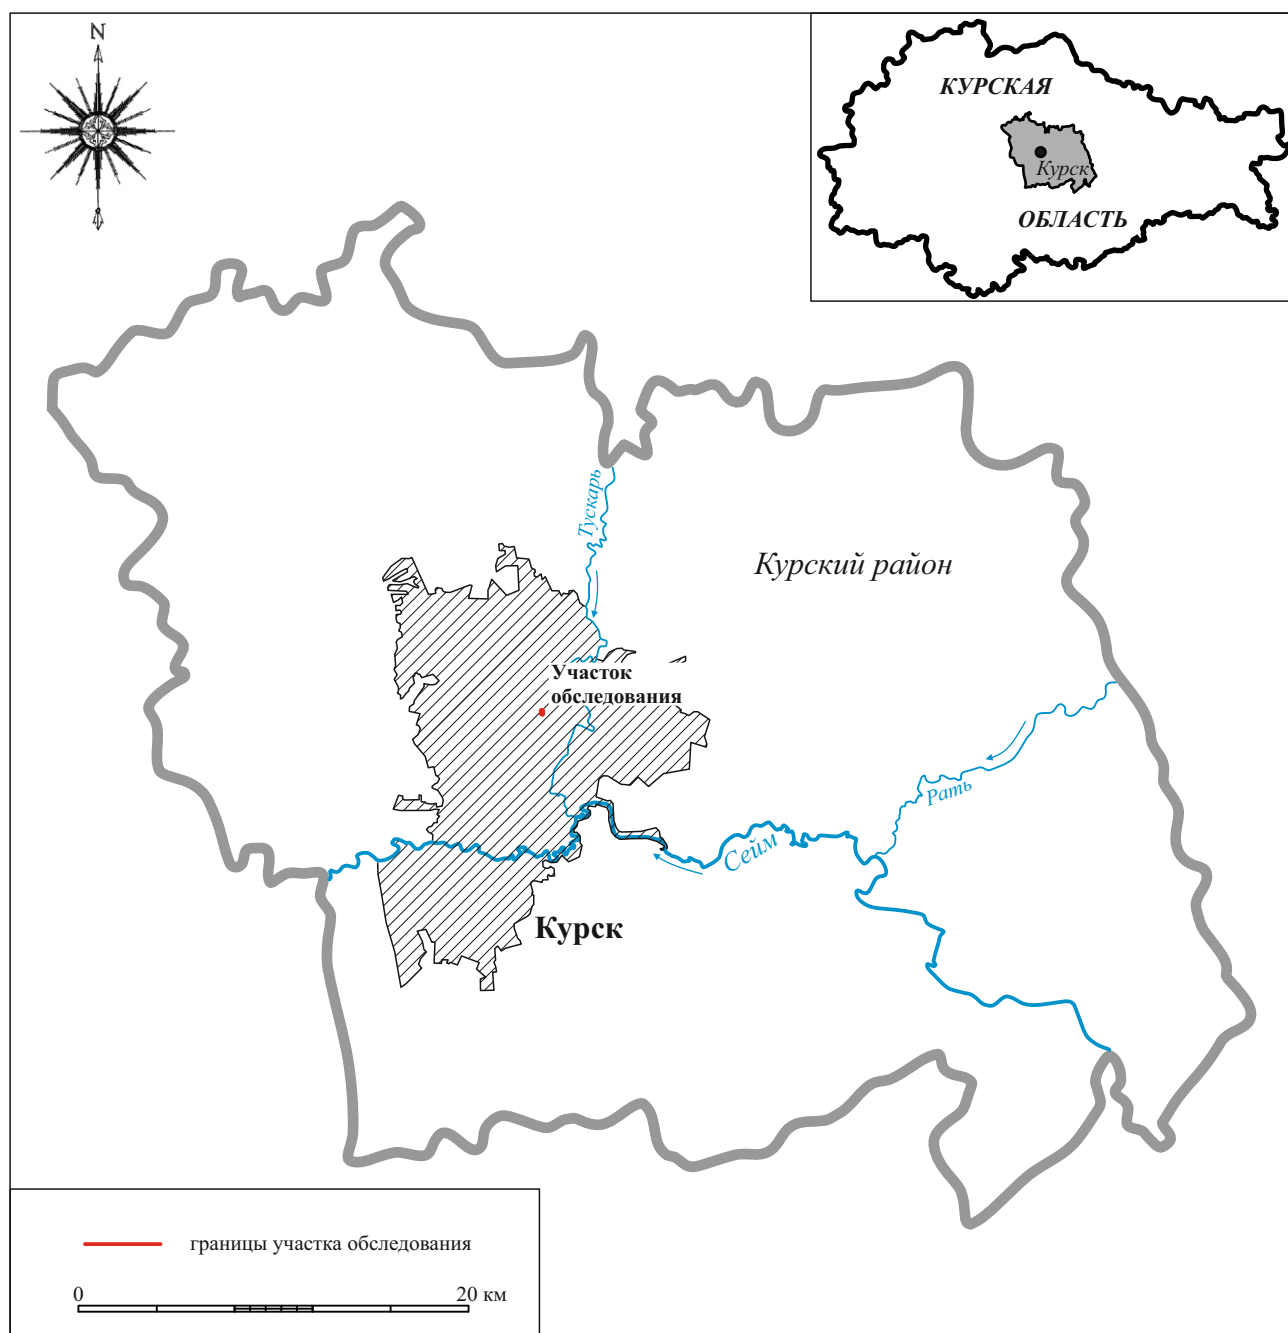 N
КУРСКАЯ
Курск
ОБЛАСТЬ
Тускарь
Курский район
Участок
обследования
Рать
Сейм
Курск
границы участка обследования
0 20 км